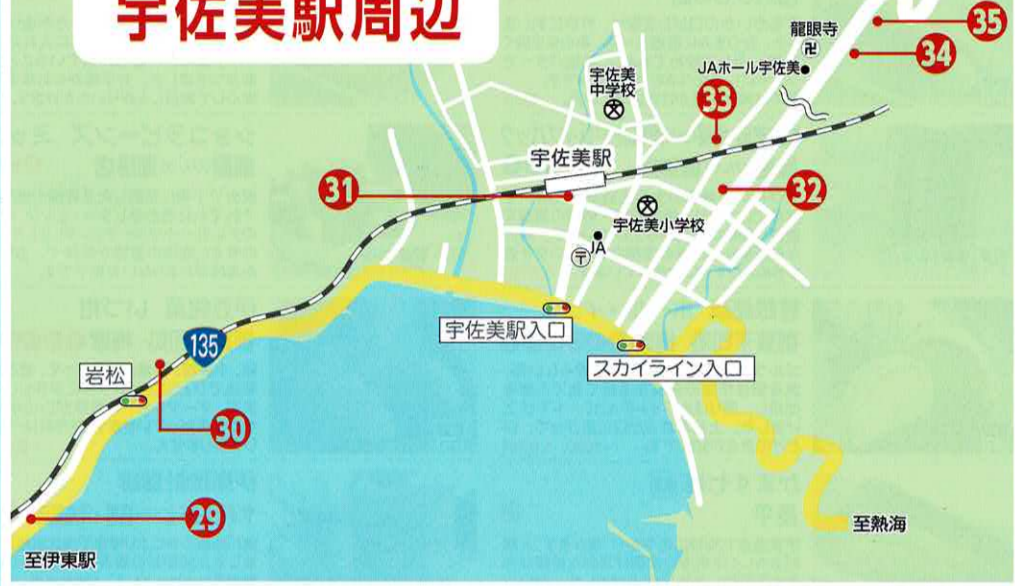 宇佐美駅周辺
35
龍眼寺
卍
34
JAホール宇佐美
宇佐美
中学校
文
33
宇佐美駅
31
32
文
宇佐美小学校
JA
〒
宇佐美駅入口
135
スカイライン入口
岩松
30
29
至熱海
至伊東駅